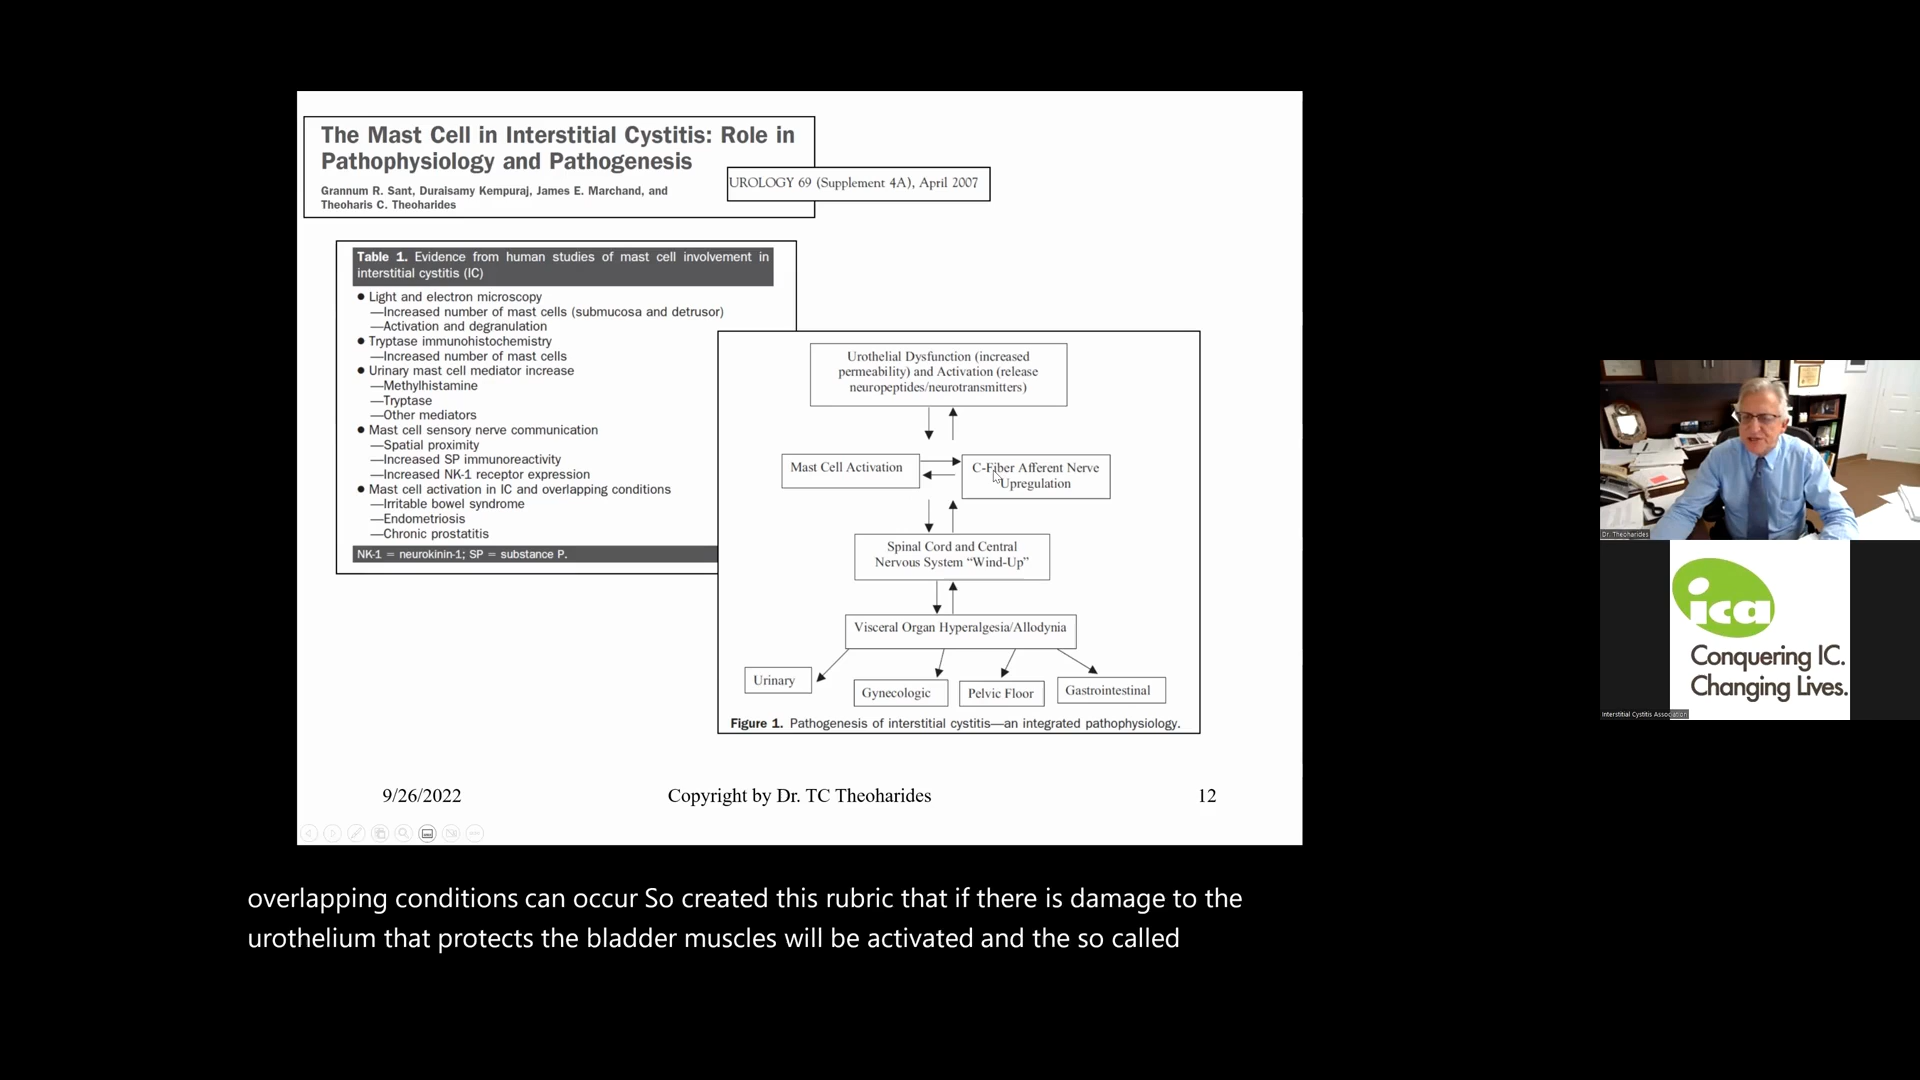 The Mast Cell in Interstitial Cystitis: Role in
Pathophysiology and Pathogenesis
Grannum R. Sant, Duraisamy Kempuraj, James E. Marchand, and
Theoharis C. Theoharides
UROLOGY 69 (Supplement 4A), April 2007
Table 1. Evidence from human studies of mast cell involvement in
interstitial cystitis (IC)
● Light and electron microscopy
—Increased number of mast cells (submucosa and detrusor)
—Activation and degranulation
● Tryptase immunohistochemistry
—Increased number of mast cells
● Urinary mast cell mediator increase
—Methylhistamine
—Tryptase
—Other mediators
● Mast cell sensory nerve communication
—Spatial proximity
—Increased SP immunoreactivity
—Increased NK-1 receptor expression
● Mast cell activation in IC and overlapping conditions
—Irritable bowel syndrome
—Endometriosis
—Chronic prostatitis
NK-1 = neurokinin-1; SP = substance P.
Urothelial Dysfunction (increased
permeability) and Activation (release
neuropeptides/neurotransmitters)
Mast Cell Activation
C-Fiber Afferent Nerve
Upregulation
Spinal Cord and Central
Nervous System “Wind-Up”
Visceral Organ Hyperalgesia/Allodynia
Urinary
Gynecologic
Pelvic Floor
Gastrointestinal
Figure 1. Pathogenesis of interstitial cystitis—an integrated pathophysiology.
9/26/2022
Copyright by Dr. TC Theoharides
12
Dr. Theoharides
ica
Conquering IC.
Changing Lives.
Interstitial Cystitis Association
overlapping conditions can occur So created this rubric that if there is damage to the
urothelium that protects the bladder muscles will be activated and the so called